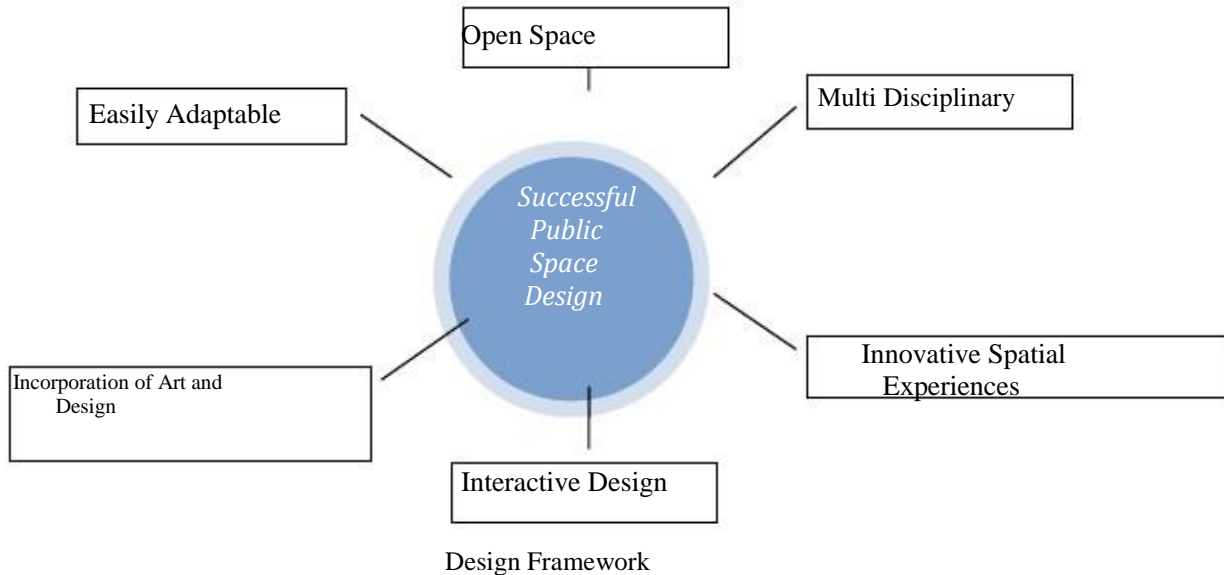 Open Space
Easily Adaptable
Multi Disciplinary
Successful
Public
Space
Design
Incorporation of Art and
Design
Innovative Spatial
Experiences
Interactive Design
Design Framework